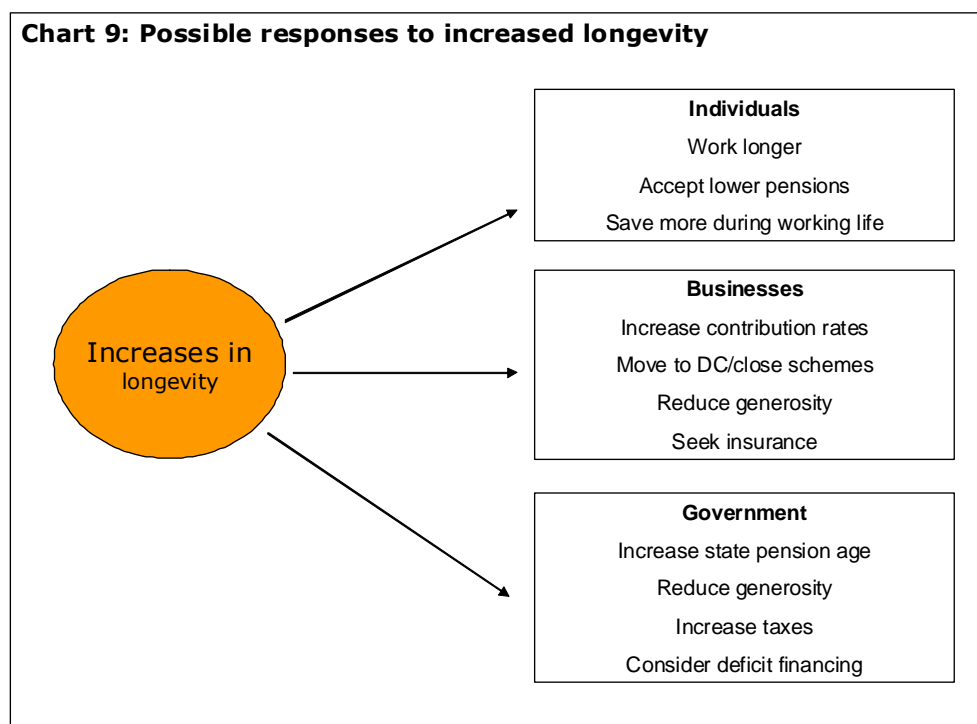 Chart 9: Possible responses to increased longevity
Increases in
longevity
Individuals
Work longer
Accept lower pensions
Save more during working life
Businesses
Increase contribution rates
Move to DC/close schemes
Reduce generosity
Seek insurance
Government
Increase state pension age
Reduce generosity
Increase taxes
Consider deficit financing